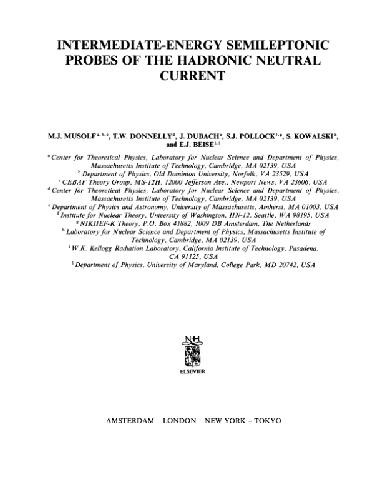 INTERMEDIATE-ENERGY SEMILEPTONIC
PROBES OF THE HADRONIC NEUTRAL
CURRENT
M.J. MUSOLF, T.W. DONNELLY, J. DUBACH, S.J. POLLOCK, S. KOWALSKI,
and E.J. BEISE
Center for Theoretical Physics, Laboratory for Nuclear Science and Department of Physics,
Massachusetts Institute of Technology, Cambridge, MA 02139, USA
Department of Physics, Old Dominion University, Norfolk, VA 23529, USA
CEBAF Theory Group, MS-12H, 12000 Jefferson Ave., Newport News, VA 23606, USA
Center for Theoretical Physics, Laboratory for Nuclear Science and Department of Physics,
Massachusetts Institute of Technology, Cambridge, MA 02139, USA
Department of Physics and Astronomy, University of Massachusetts, Amherst, MA 01003, USA
Institute for Nuclear Theory, University of Washington, HN-12, Seattle, WA 98195, USA
NIKHEF-K Theory, P.O. Box 41882, 1009 DB Amsterdam, The Netherlands
Laboratory for Nuclear Science and Department of Physics, Massachusetts Institute of
Technology, Cambridge, MA 02139, USA
W.K. Kellogg Radiation Laboratory, California Institute of Technology, Pasadena,
CA 91125, USA
Department of Physics, University of Maryland, College Park, MD 20742, USA
NH
ELSEVIER
AMSTERDAM LONDON NEW YORK – TOKYO